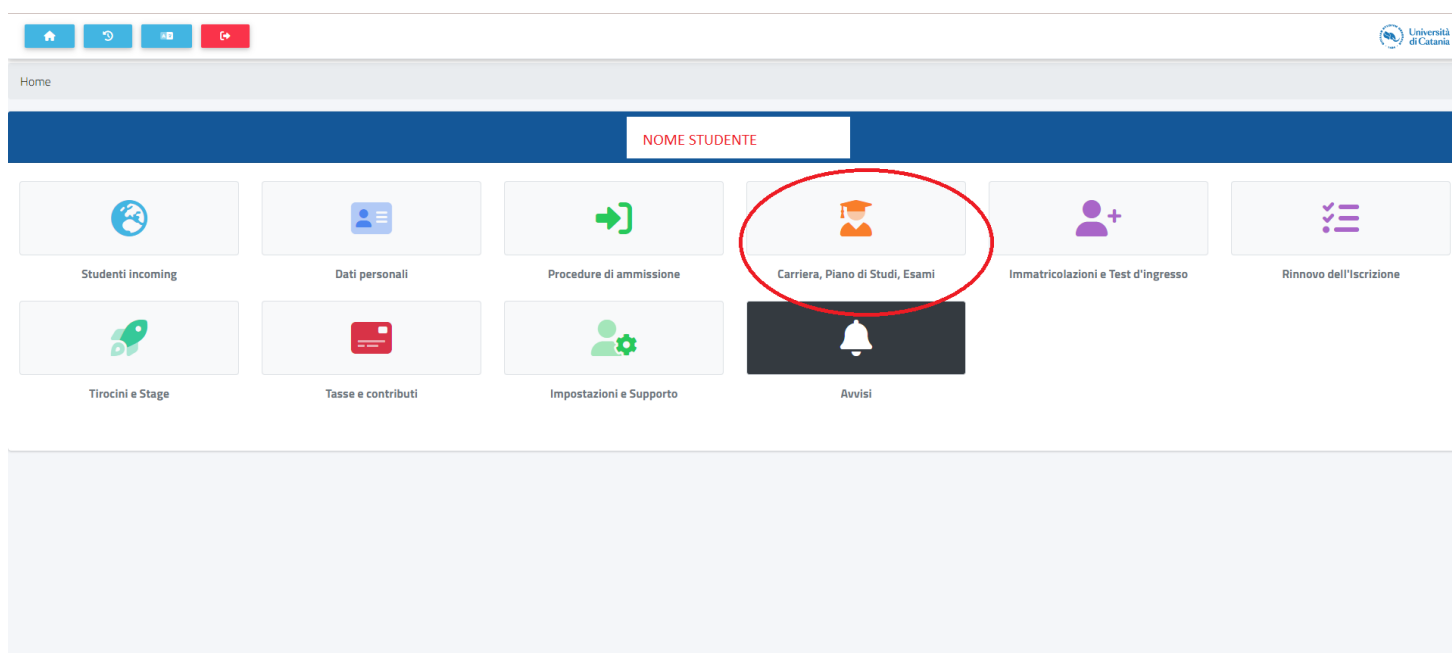 Università
di Catania
Home
NOME STUDENTE
Studenti incoming
Dati personali
Procedure di ammissione
Carriera, Piano di Studi, Esami
Immatricolazioni e Test d'ingresso
Rinnovo dell'Iscrizione
Tirocini e Stage
Tasse e contributi
Impostazioni e Supporto
Avvisi